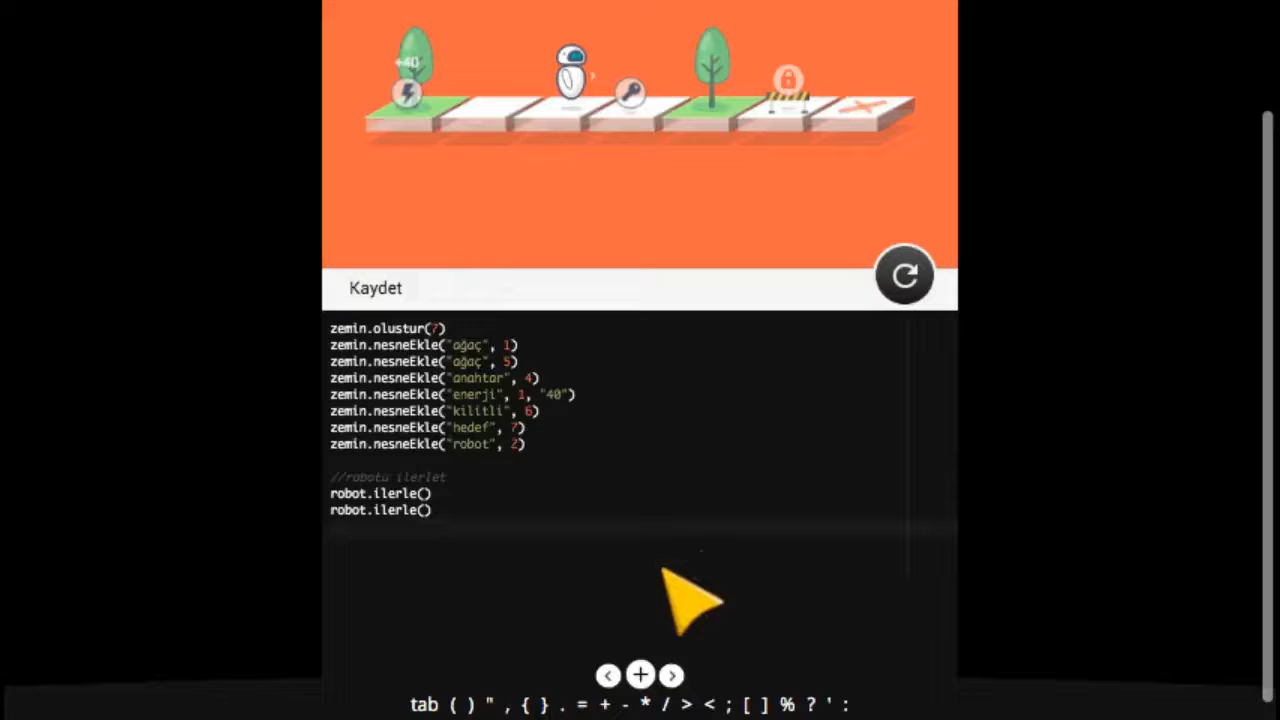 +40
Kaydet
zemin.olustur(7)
zemin.nesneEkle("ağaç", 1)
zemin.nesneEkle("ağaç", 5)
zemin.nesneEkle("anahtar", 4)
zemin.nesneEkle("enerji", 1, "40")
zemin.nesneEkle("kilitli", 6)
zemin.nesneEkle("hedef", 7)
zemin.nesneEkle("robot", 2)
//robotu ilerlet
robot.ilerle()
robot.ilerle()
tab ( ) " , { } . = + - * / > < ; [ ] % ? ' :